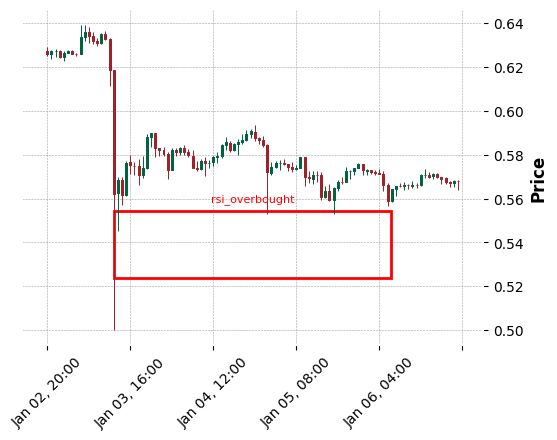 0.64
0.62
0.60
0.58
0.56
0.54
0.52
0.50
Price
rsi_overbought
Jan 02, 20:00
Jan 03, 16:00
Jan 04, 12:00
Jan 05, 08:00
Jan 06, 04:00